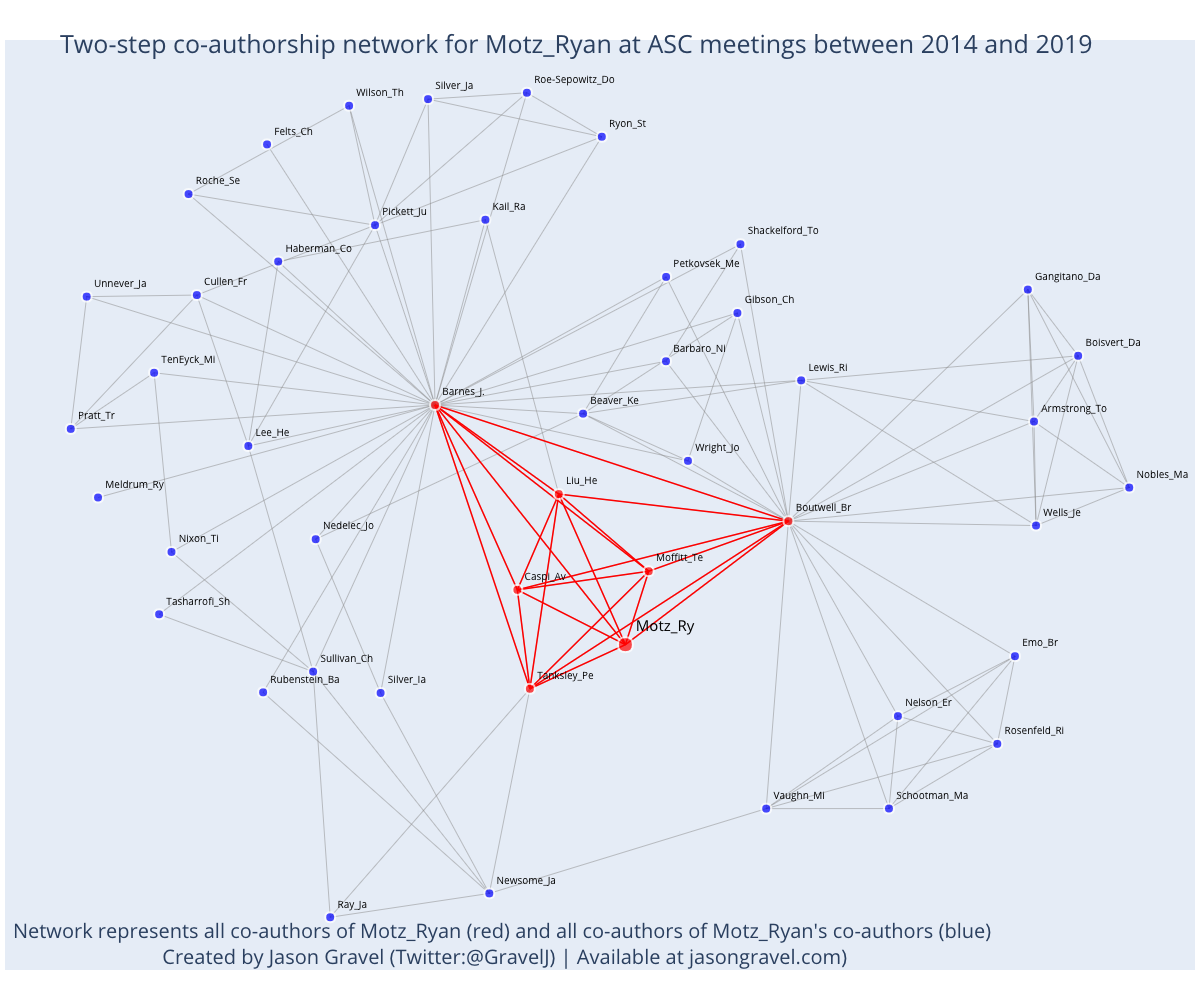 Two-step co-authorship network for Motz_Ryan at ASC meetings between 2014 and 2019
Roe-Sepowitz_Do
Silver_Ja
Wilson_Th
Ryon_St
Felts_Ch
Roche_Se
Kail_Ra
Pickett_Ju
Shackelford_To
Haberman_Co
Petkovsek_Me
Gangitano_Da
Unnever_Ja
Cullen_Fr
Gibson_Ch
Boisvert_Da
Barbaro_Ni
TenEyck_Mi
Lewis_Ri
Barnes_J.
Beaver_Ke
Armstrong_To
Pratt_Tr
Lee_He
Wright_Jo
Nobles_Ma
Meldrum_Ry
Liu_He
Boutwell_Br
Wells_Je
Nedelec_Jo
Nixon_Ti
Moffitt_Te
Caspi_Av
Tasharrofi_Sh
Motz_Ry
Emo_Br
Sullivan_Ch
Tanksley_Pe
Rubenstein_Ba
Silver_Ia
Nelson_Er
Rosenfeld_Ri
Vaughn_Mi
Schootman_Ma
Newsome_Ja
Ray_Ja
Network represents all co-authors of Motz_Ryan (red) and all co-authors of Motz_Ryan's co-authors (blue)
Created by Jason Gravel (Twitter:@GravelJ) | Available at jasongravel.com)